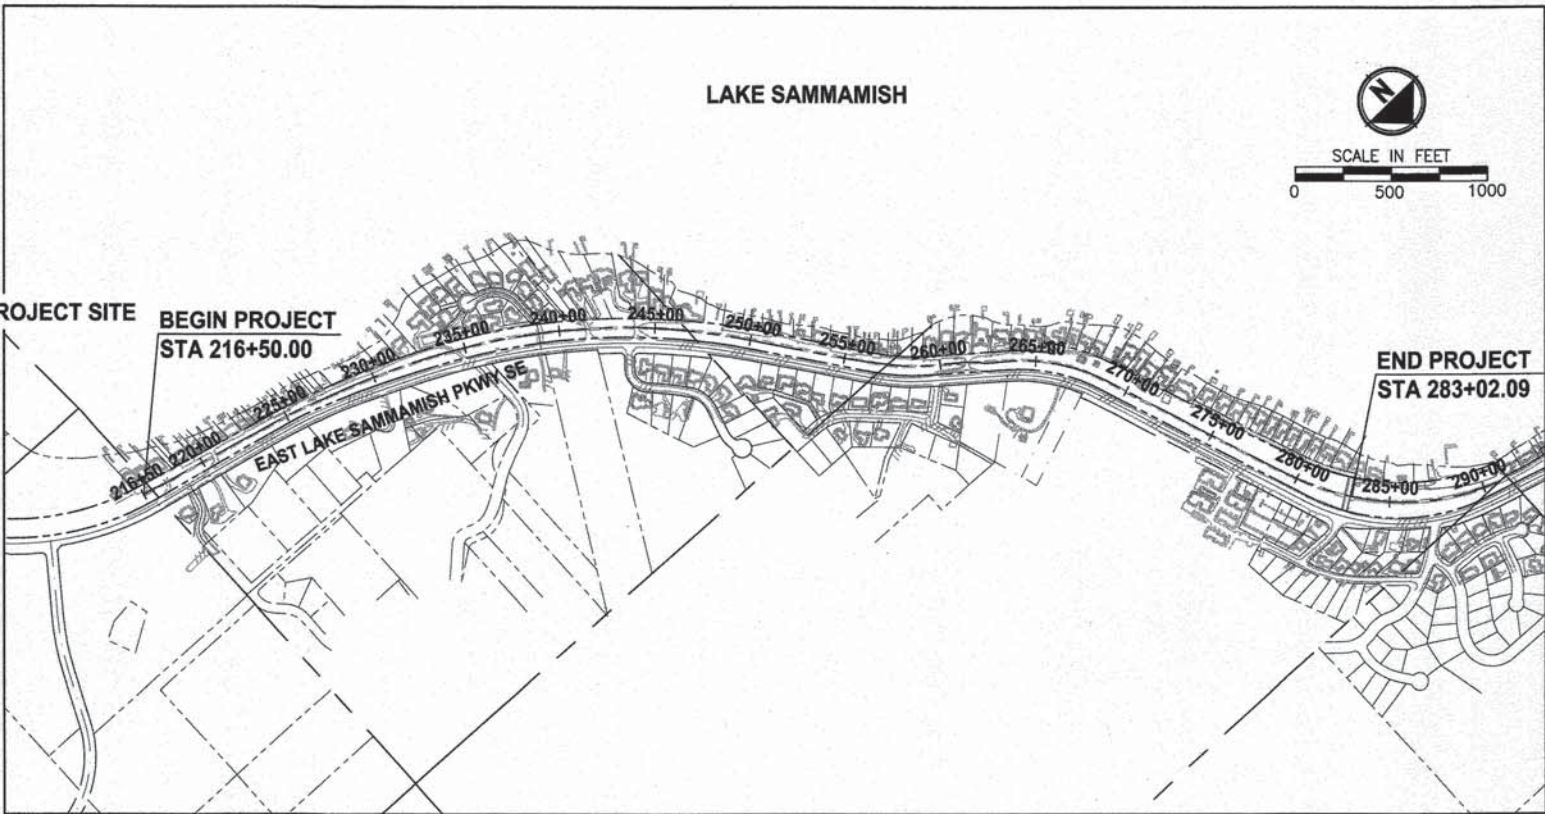 LAKE SAMMAMISH
N
SCALE IN FEET
0 500 1000
ROJECT SITE
BEGIN PROJECT
STA 216+50.00
216+50
220+00
225+00
230+00
235+00
240+00
245+00
250+00
255+00
260+00
265+00
270+00
275+00
280+00
285+00
290+00
EAST LAKE SAMMAMISH PKWY SE
END PROJECT
STA 283+02.09